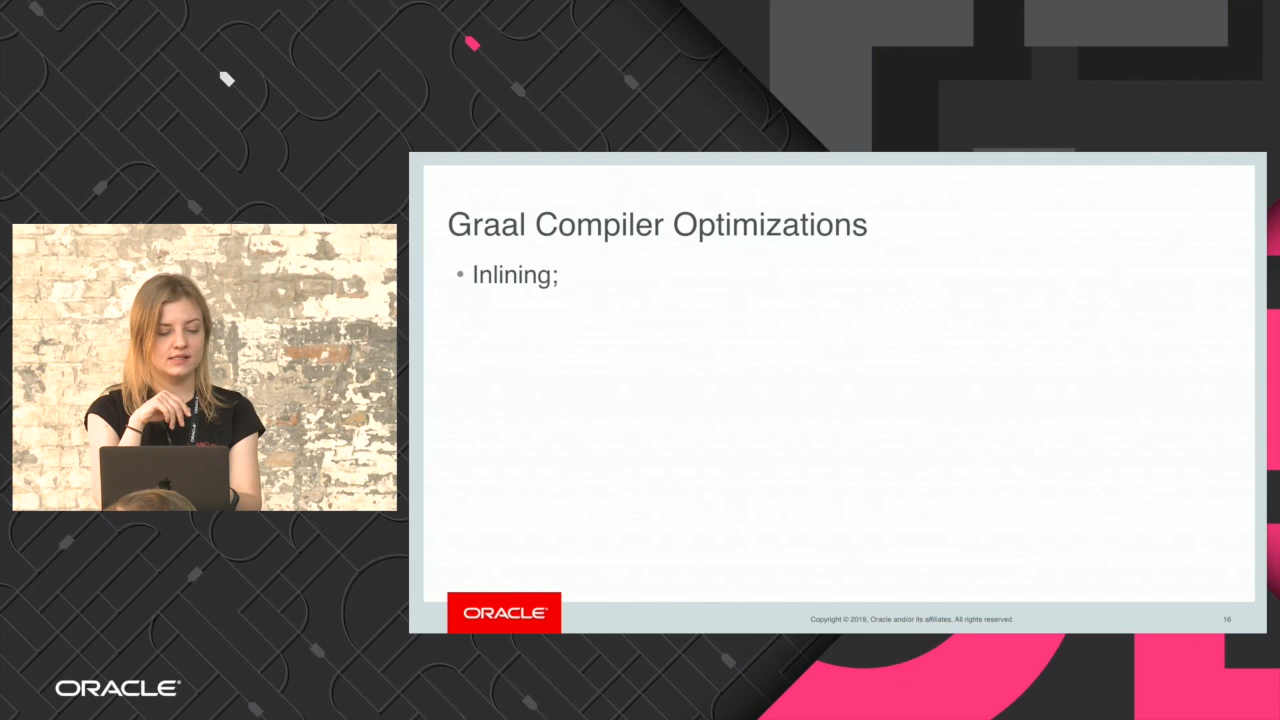 Graal Compiler Optimizations
• Inlining;
ORACLE®
Copyright © 2019, Oracle and/or its affiliates. All rights reserved.
16
ORACLE®